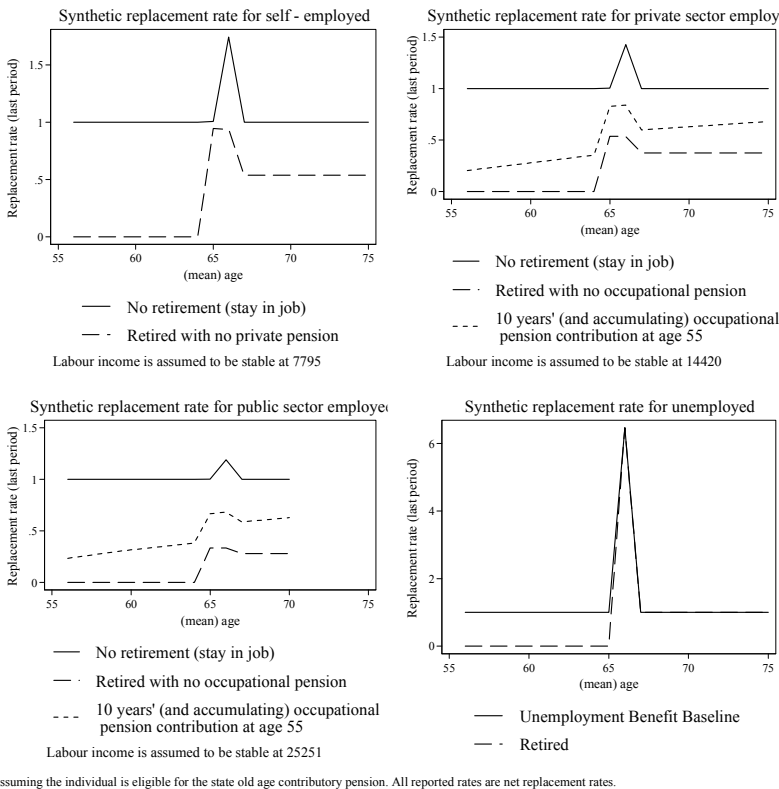 Synthetic replacement rate for self - employed
Replacement rate (last period)
1.5
1
.5
0
55 60 65 70 75
(mean) age
No retirement (stay in job)
Retired with no private pension
Labour income is assumed to be stable at 7795
Synthetic replacement rate for private sector employ
Replacement rate (last period)
1.5
1
.5
0
55 60 65 70 75
(mean) age
No retirement (stay in job)
Retired with no occupational pension
10 years' (and accumulating) occupational
pension contribution at age 55
Labour income is assumed to be stable at 14420
Synthetic replacement rate for public sector employe
Replacement rate (last period)
1.5
1
.5
0
55 60 65 70 75
(mean) age
No retirement (stay in job)
Retired with no occupational pension
10 years' (and accumulating) occupational
pension contribution at age 55
Labour income is assumed to be stable at 25251
Synthetic replacement rate for unemployed
Replacement rate (last period)
6
4
2
0
55 60 65 70 75
(mean) age
Unemployment Benefit Baseline
Retired
ssuming the individual is eligible for the state old age contributory pension. All reported rates are net replacement rates.